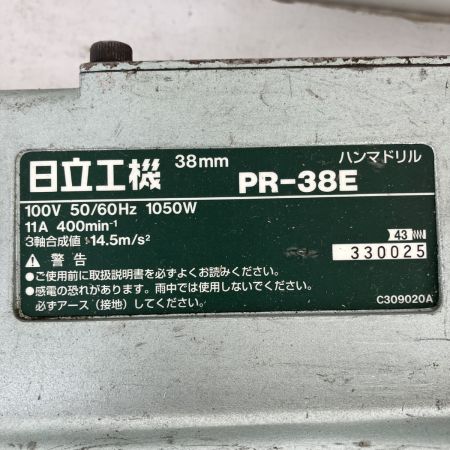 日立工機 38mm ハンマドリル
PR-38E
100V 50/60Hz 1050W
11A 400min⁻¹
3軸合成値 14.5m/s²
43
330025
⚠ 警告
●ご使用前に取扱説明書を必ずよくお読みください。
●感電の恐れがあります。雨中では使用しないでください。
必ずアース（接地）してください。
C309020A